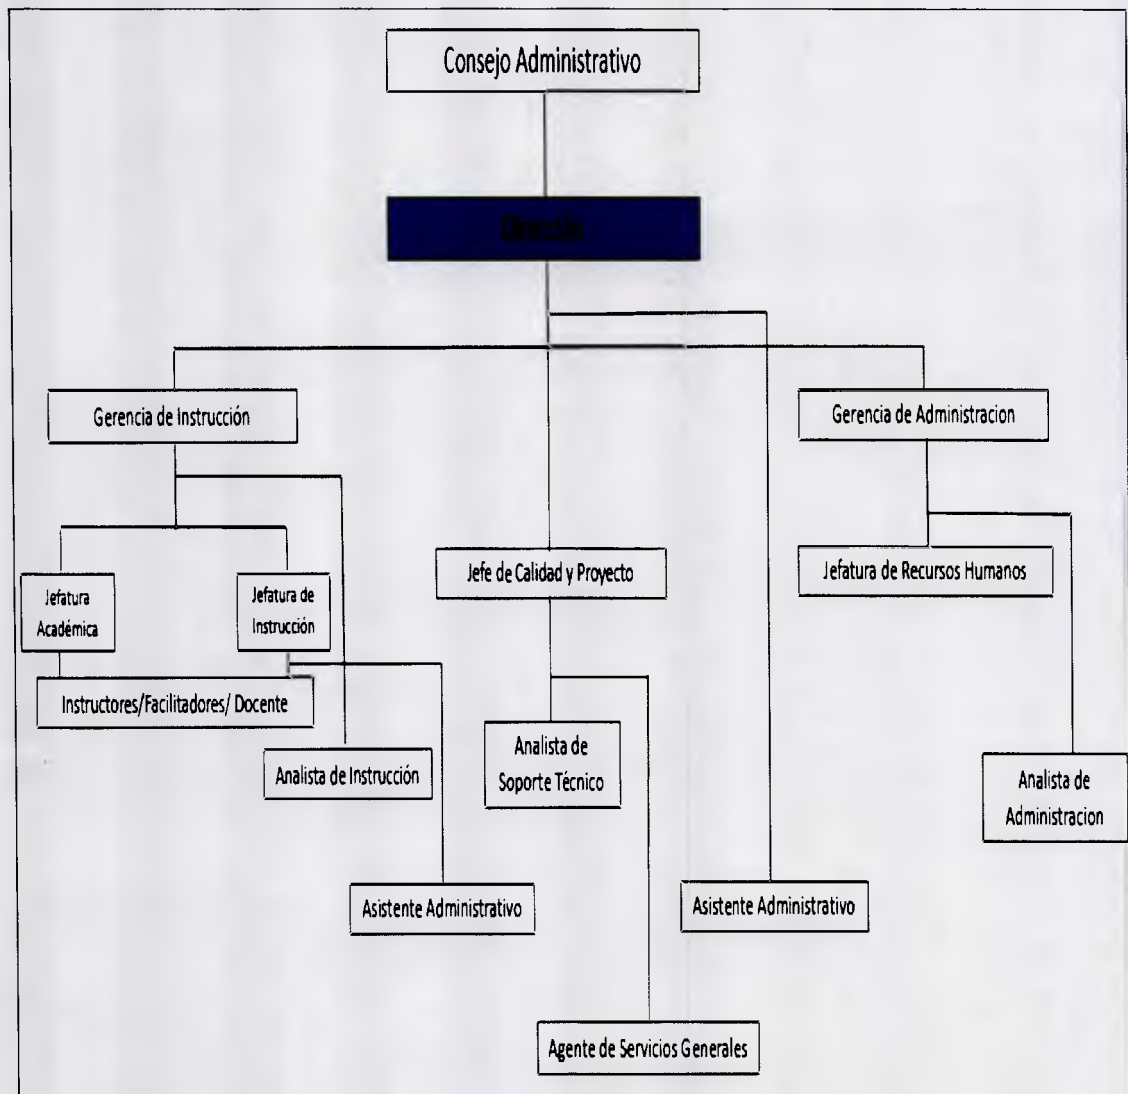 Consejo Administrativo
Dirección
Gerencia de Instrucción
Gerencia de Administracion
Jefatura
Académica
Jefatura de
Instrucción
Jefe de Calidad y Proyecto
Jefatura de Recursos Humanos
Instructores/Facilitadores/ Docente
Analista de Instrucción
Analista de
Soporte Técnico
Analista de
Administracion
Asistente Administrativo
Asistente Administrativo
Agente de Servicios Generales